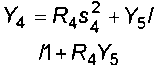 Y₄ = R₄s₄² + Y₅/
/1 + R₄Y₅